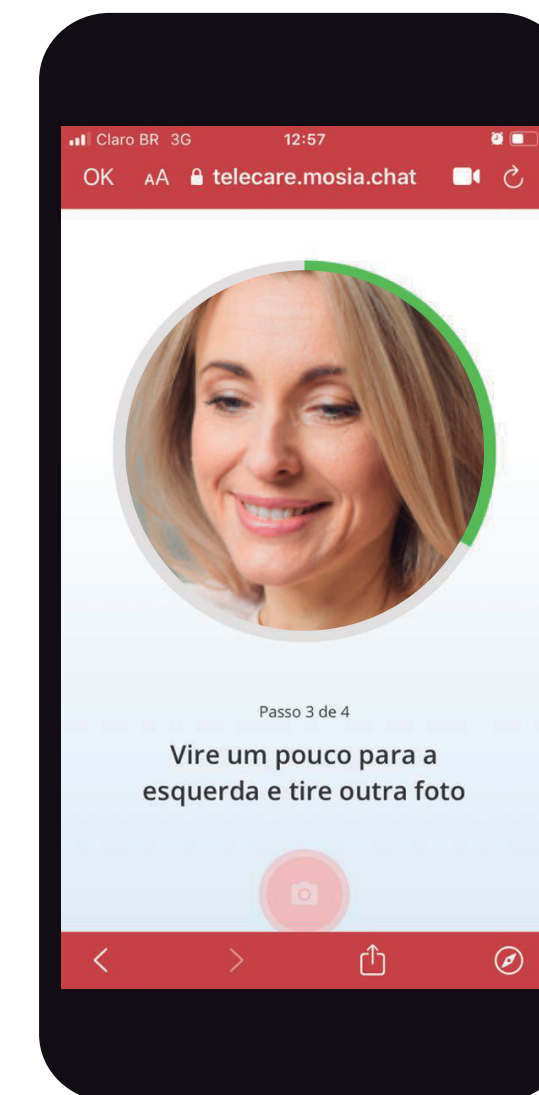 Claro BR 3G 12:57
OK AA telecare.mosia.chat
Passo 3 de 4
Vire um pouco para a
esquerda e tire outra foto